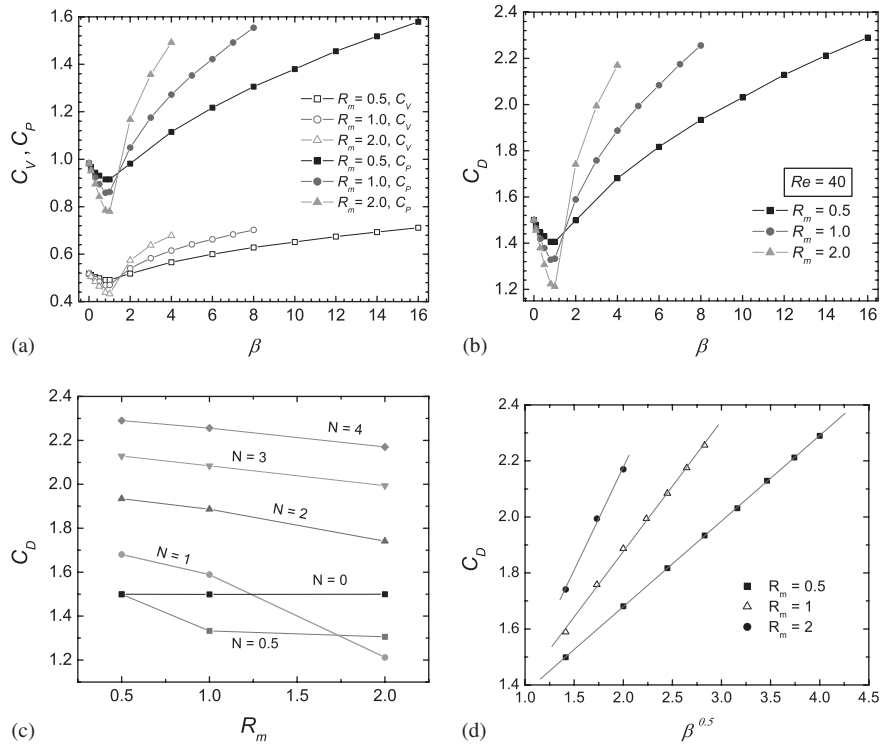 1.6
1.4
1.2
1.0
0.8
0.6
0.4
C_V , C_P
R_m = 0.5, C_V
R_m = 1.0, C_V
R_m = 2.0, C_V
R_m = 0.5, C_P
R_m = 1.0, C_P
R_m = 2.0, C_P
0 2 4 6 8 10 12 14 16
(a)
β
2.4
2.2
2.0
1.8
1.6
1.4
1.2
C_D
Re = 40
R_m = 0.5
R_m = 1.0
R_m = 2.0
0 2 4 6 8 10 12 14 16
(b)
β
2.4
2.2
2.0
1.8
1.6
1.4
1.2
C_D
N = 4
N = 3
N = 2
N = 1
N = 0
N = 0.5
0.5 1.0 1.5 2.0
(c)
R_m
2.4
2.2
2.0
1.8
1.6
1.4
C_D
R_m = 0.5
R_m = 1
R_m = 2
1.0 1.5 2.0 2.5 3.0 3.5 4.0 4.5
(d)
β^0.5